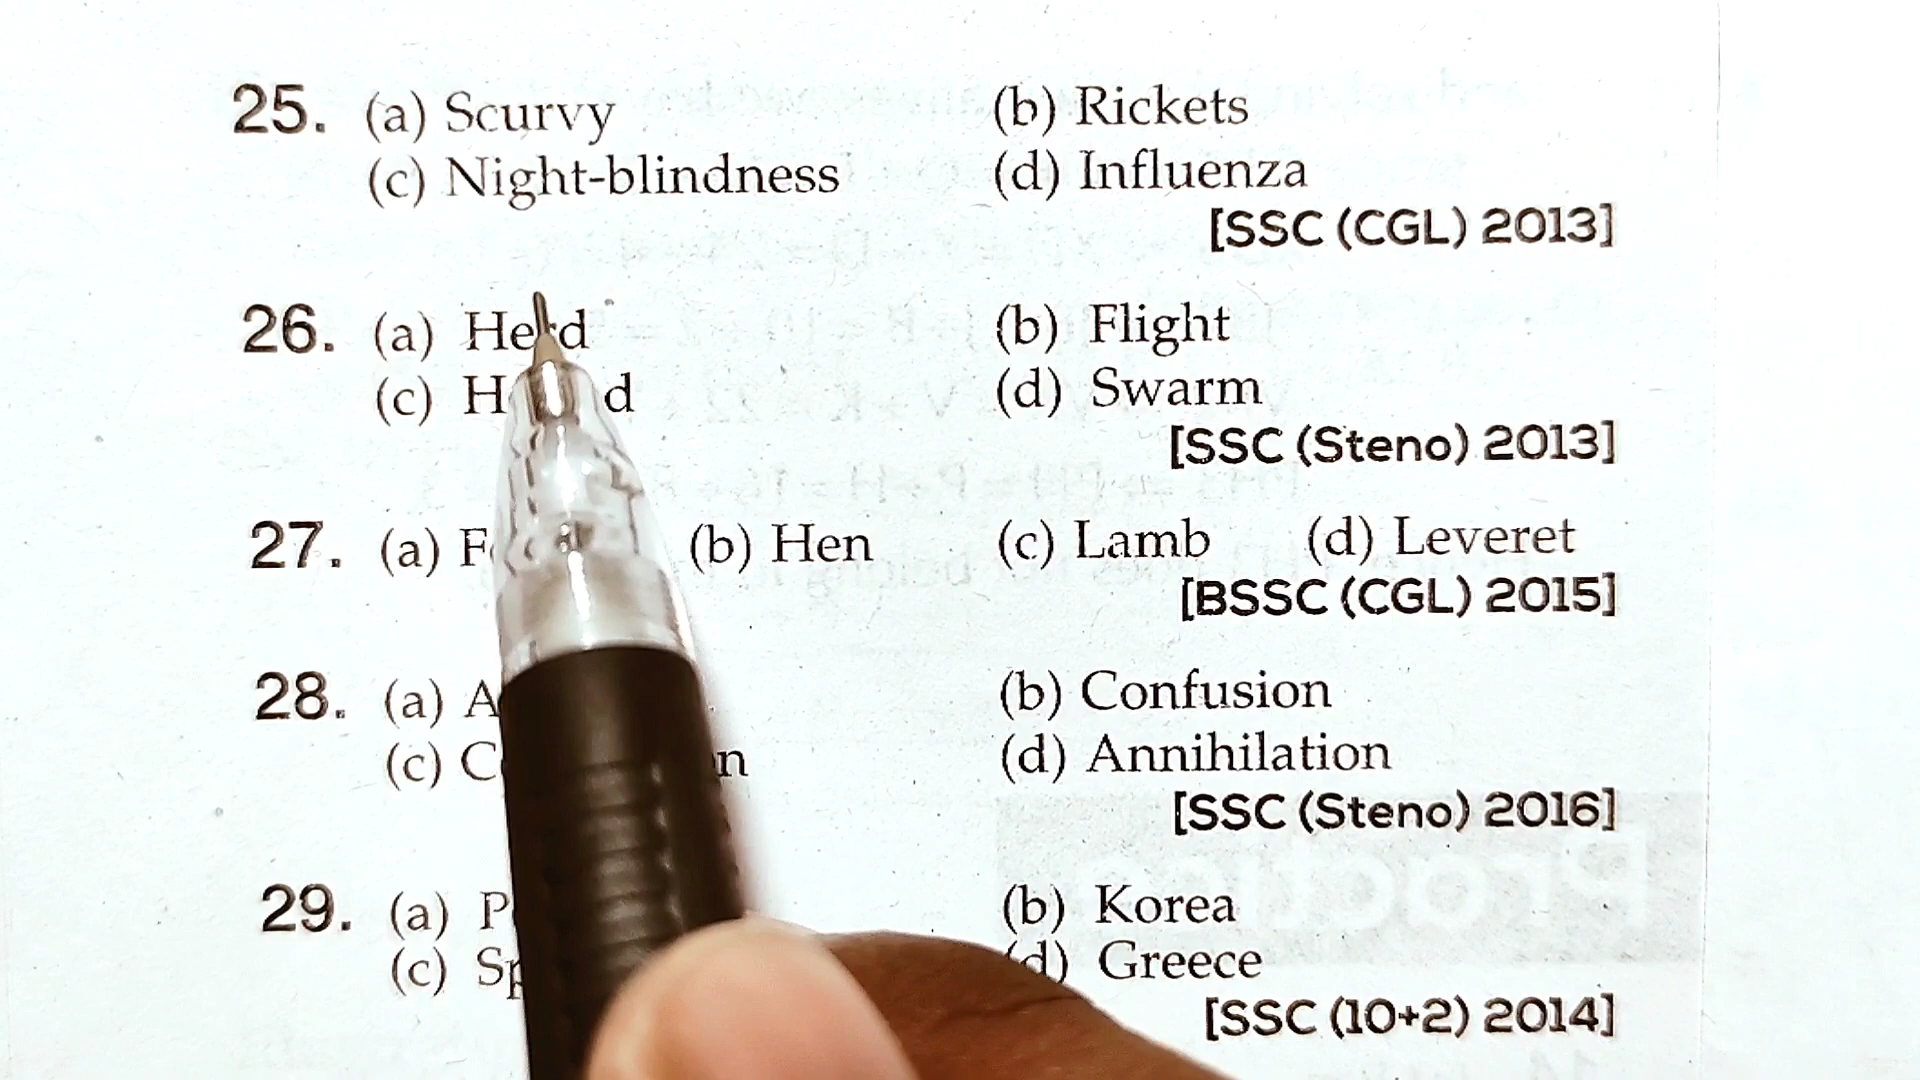 25. (a) Scurvy (b) Rickets
(c) Night-blindness (d) Influenza
[SSC (CGL) 2013]
26. (a) Herd (b) Flight
(c) (d) Swarm
[SSC (Steno) 2013]
27. (a) (b) Hen (c) Lamb (d) Leveret
[BSSC (CGL) 2015]
28. (a) (b) Confusion
(c) (d) Annihilation
[SSC (Steno) 2016]
29. (a) (b) Korea
(c) (d) Greece
[SSC (10+2) 2014]